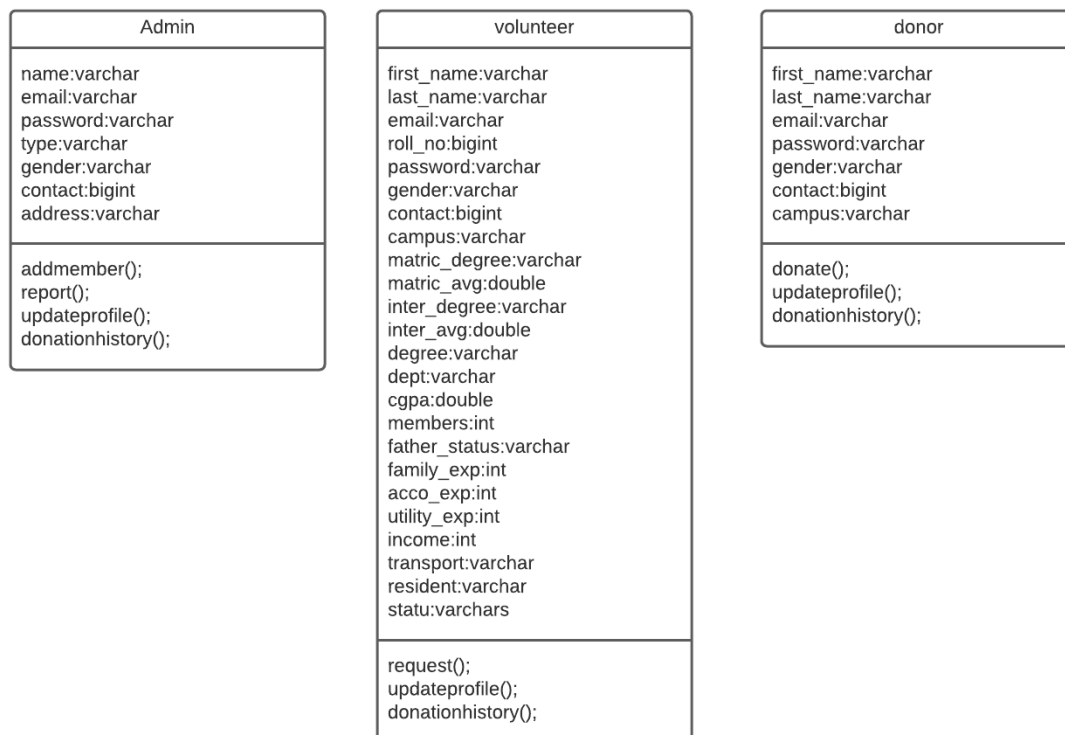 Admin
name:varchar
email:varchar
password:varchar
type:varchar
gender:varchar
contact:bigint
address:varchar
addmember();
report();
updateprofile();
donationhistory();
volunteer
first_name:varchar
last_name:varchar
email:varchar
roll_no:bigint
password:varchar
gender:varchar
contact:bigint
campus:varchar
matric_degree:varchar
matric_avg:double
inter_degree:varchar
inter_avg:double
degree:varchar
dept:varchar
cgpa:double
members:int
father_status:varchar
family_exp:int
acco_exp:int
utility_exp:int
income:int
transport:varchar
resident:varchar
statu:varchars
request();
updateprofile();
donationhistory();
donor
first_name:varchar
last_name:varchar
email:varchar
password:varchar
gender:varchar
contact:bigint
campus:varchar
donate();
updateprofile();
donationhistory();